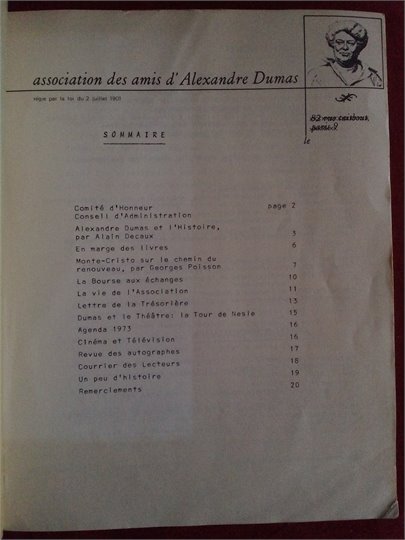 association des amis d'Alexandre Dumas
régie par la loi du 2 juillet 1901
le
SOMMAIRE
Comité d'Honneur page 2
Conseil d'Administration
Alexandre Dumas et l'Histoire,
par Alain Decaux 3
En marge des livres 6
Monte-Cristo sur le chemin du
renouveau, par Georges Poisson 7
La Bourse aux échanges 10
La vie de l'Association 11
Lettre de la Trésorière 13
Dumas et le Théâtre: la Tour de Nesle 15
Agenda 1973 16
Cinéma et Télévision 16
Revue des autographes 17
Courrier des Lecteurs 18
Un peu d'histoire 19
Remerciements 20